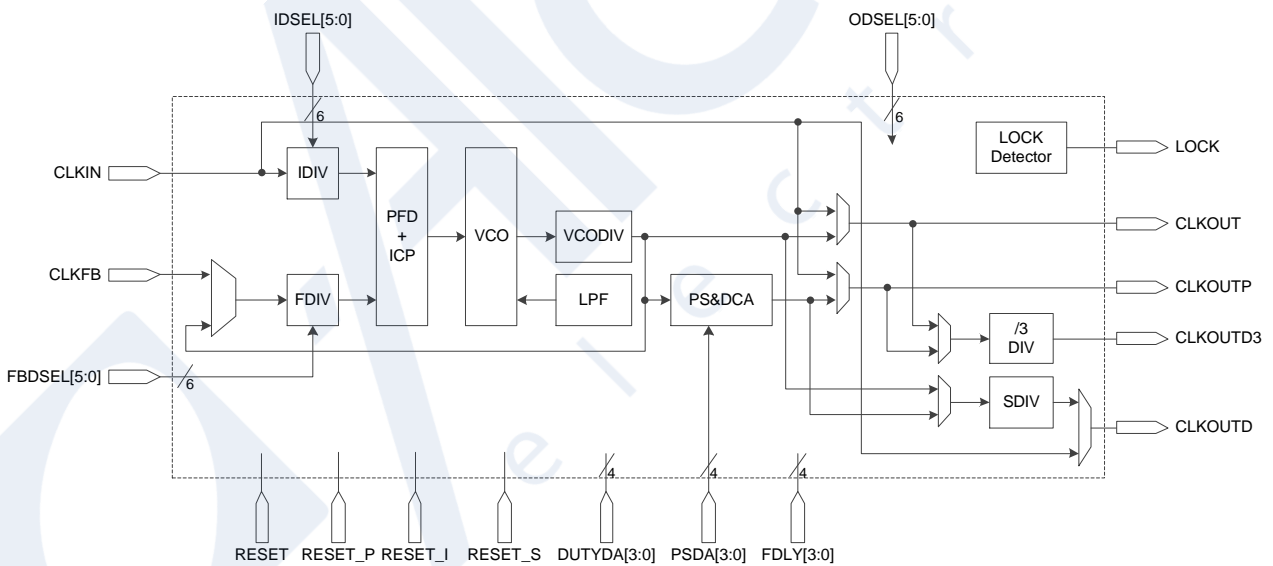 IDSEL[5:0]
ODSEL[5:0]
6
6
CLKIN
IDIV
LOCK
Detector
LOCK
PFD
+
ICP
VCO
VCODIV
CLKOUT
CLKFB
FDIV
LPF
PS&DCA
CLKOUTP
/3
DIV
CLKOUTD3
FBDSEL[5:0]
6
SDIV
CLKOUTD
4
4
4
RESET
RESET_P
RESET_I
RESET_S
DUTYDA[3:0]
PSDA[3:0]
FDLY[3:0]
e l e c t r